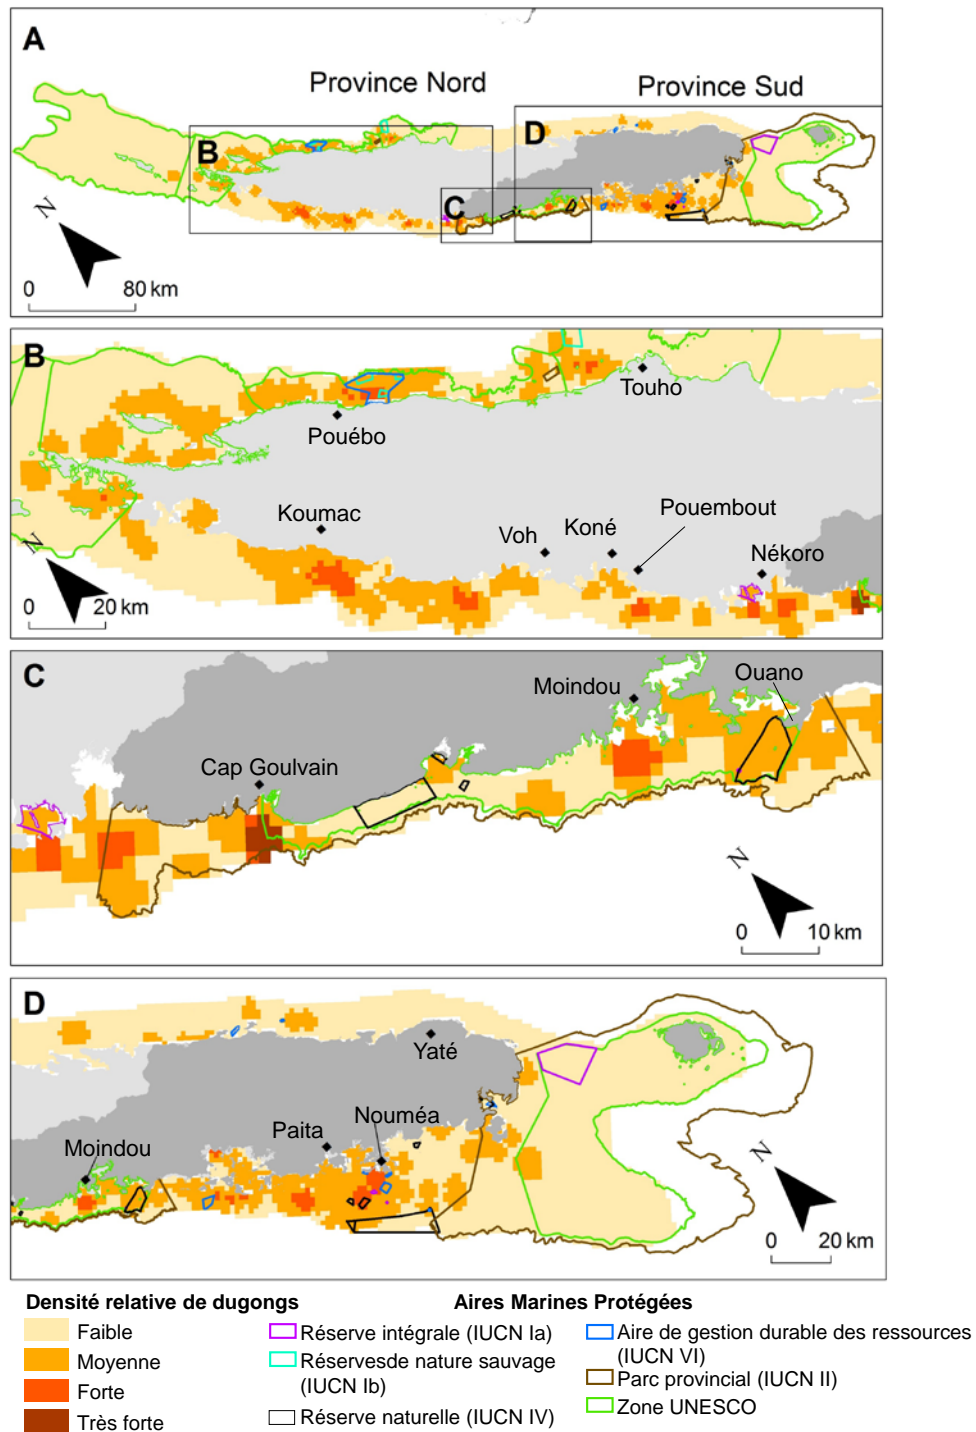 A
Province Nord
Province Sud
B
D
C
N
0 80 km
B
Touho
Pouébo
Koumac
Pouembout
Voh
Koné
Nékoro
N
0 20 km
C
Moindou
Ouano
Cap Goulvain
N
0 10 km
D
Yaté
Nouméa
Paita
Moindou
N
0 20 km
Densité relative de dugongs
Faible
Moyenne
Forte
Très forte
Aires Marines Protégées
Réserve intégrale (IUCN Ia)
Réservesde nature sauvage
(IUCN Ib)
Réserve naturelle (IUCN IV)
Aire de gestion durable des ressources
(IUCN VI)
Parc provincial (IUCN II)
Zone UNESCO